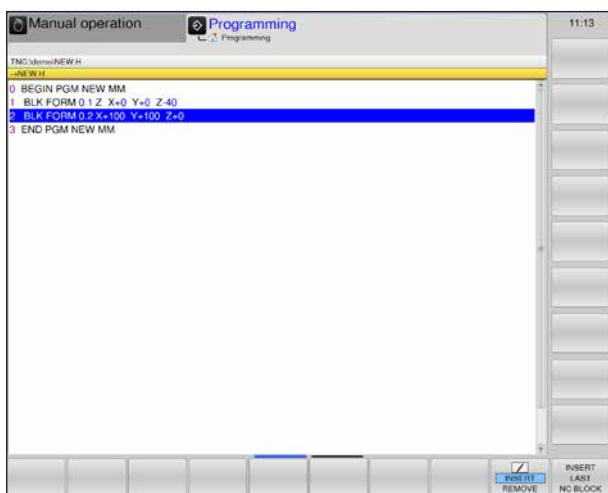 Manual operation
Programming
11:13
Programming
TNC:\demo\NEW.H
→NEW.H
0 BEGIN PGM NEW MM
1 BLK FORM 0.1 Z X+0 Y+0 Z-40
2 BLK FORM 0.2 X+100 Y+100 Z+0
3 END PGM NEW MM
INSERT
REMOVE
INSERT
LAST
NC BLOCK